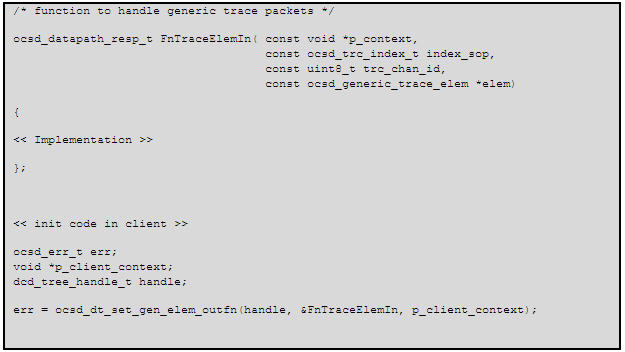 /* function to handle generic trace packets */
ocsd_datapath_resp_t FnTraceElemIn( const void *p_context,
const ocsd_trc_index_t index_sop,
const uint8_t trc_chan_id,
const ocsd_generic_trace_elem *elem)
{
<< Implementation >>
};
<< init code in client >>
ocsd_err_t err;
void *p_client_context;
dcd_tree_handle_t handle;
err = ocsd_dt_set_gen_elem_outfn(handle, &FnTraceElemIn, p_client_context);